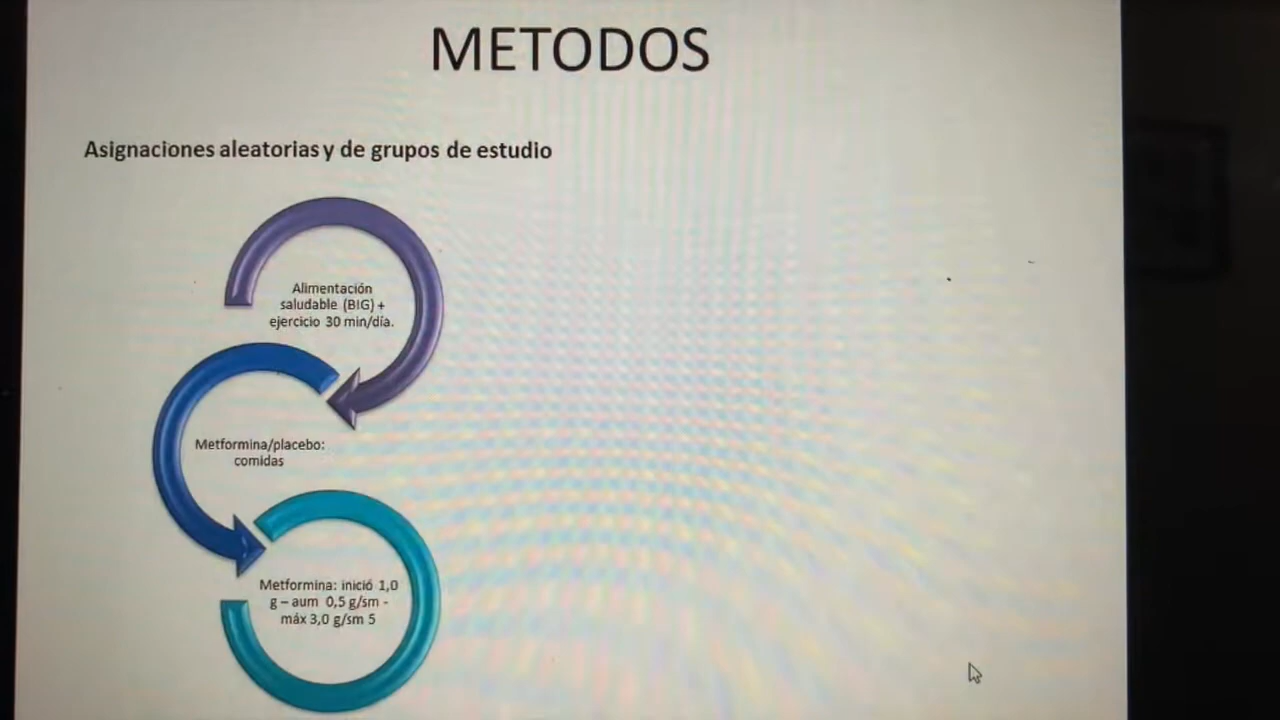 METODOS
Asignaciones aleatorias y de grupos de estudio
Alimentación
saludable (BIG) +
ejercicio 30 min/día.
Metformina/placebo:
comidas
Metformina: inició 1,0
g – aum 0,5 g/sm -
máx 3,0 g/sm 5